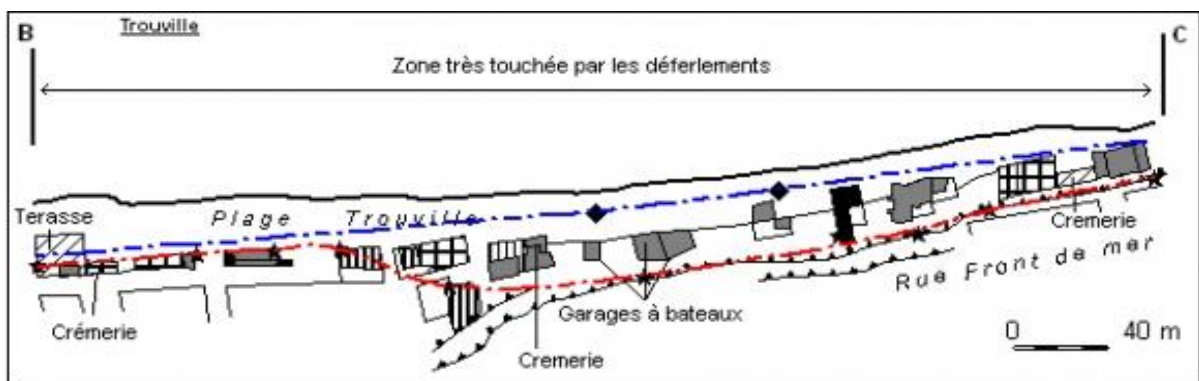 B
Trouville
C
Zone très touchée par les déferlements
Terasse
Plage Trouville
Cremerie
Rue Front de mer
Crémerie
Garages à bateaux
Cremerie
0 40 m